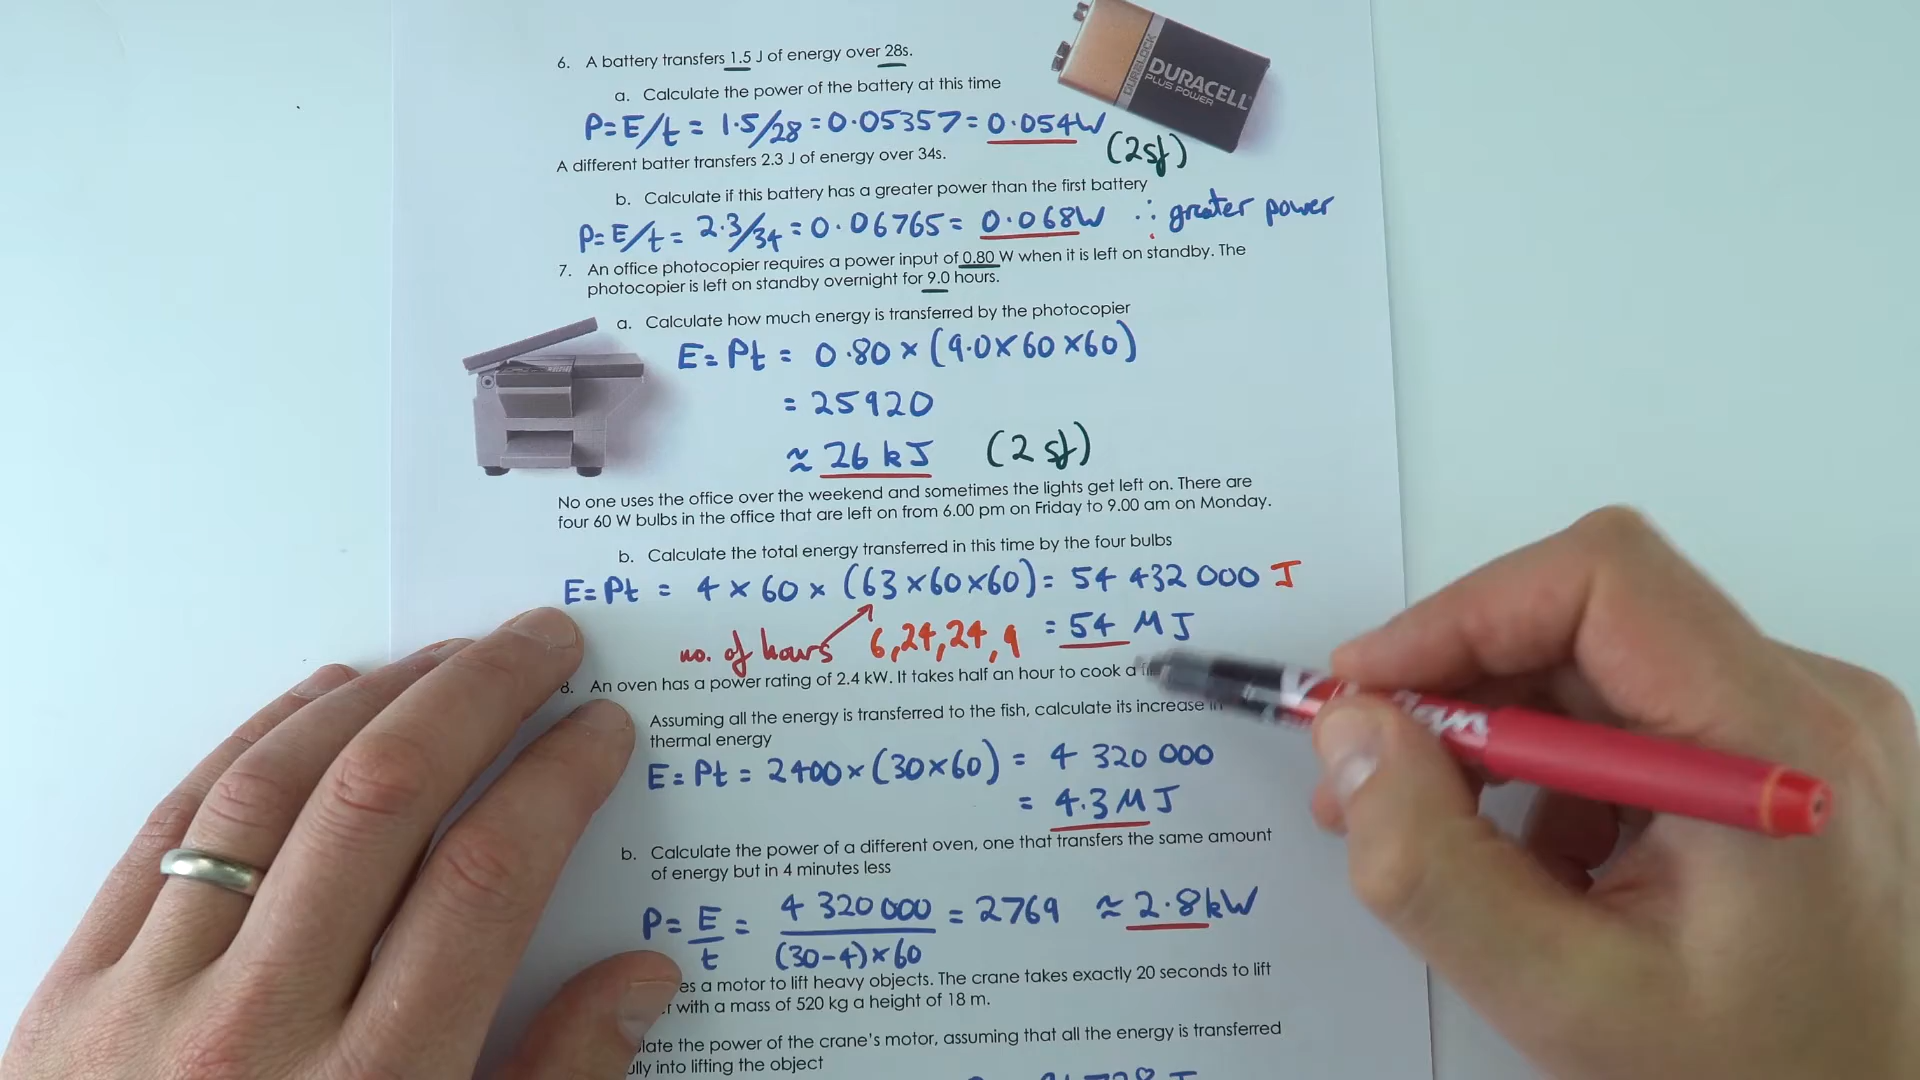 6. A battery transfers 1.5 J of energy over 28s.
a. Calculate the power of the battery at this time
P=E/t = 1.5/28 = 0.05357 = 0.054W
(2sf)
DURALOCK
DURACELL
PLUS POWER
A different batter transfers 2.3 J of energy over 34s.
b. Calculate if this battery has a greater power than the first battery
P=E/t = 2.3/34 = 0.06765 = 0.068W ∴ greater power
7. An office photocopier requires a power input of 0.80 W when it is left on standby. The
photocopier is left on standby overnight for 9.0 hours.
a. Calculate how much energy is transferred by the photocopier
E = Pt = 0.80 × (9.0×60×60)
= 25920
≈ 26 kJ (2 sf)
No one uses the office over the weekend and sometimes the lights get left on. There are
four 60 W bulbs in the office that are left on from 6.00 pm on Friday to 9.00 am on Monday.
b. Calculate the total energy transferred in this time by the four bulbs
E=Pt = 4 × 60 × (63×60×60) = 54 432 000 J
no. of hours 6,24,24,9 = 54 MJ
8. An oven has a power rating of 2.4 kW. It takes half an hour to cook a
Assuming all the energy is transferred to the fish, calculate its increase in
thermal energy
E = Pt = 2400×(30×60) = 4 320 000
= 4.3 MJ
b. Calculate the power of a different oven, one that transfers the same amount
of energy but in 4 minutes less
P = E/t = 4 320 000/(30-4)×60 = 2769 ≈ 2.8kW
es a motor to lift heavy objects. The crane takes exactly 20 seconds to lift
with a mass of 520 kg a height of 18 m.
late the power of the crane's motor, assuming that all the energy is transferred
ully into lifting the object